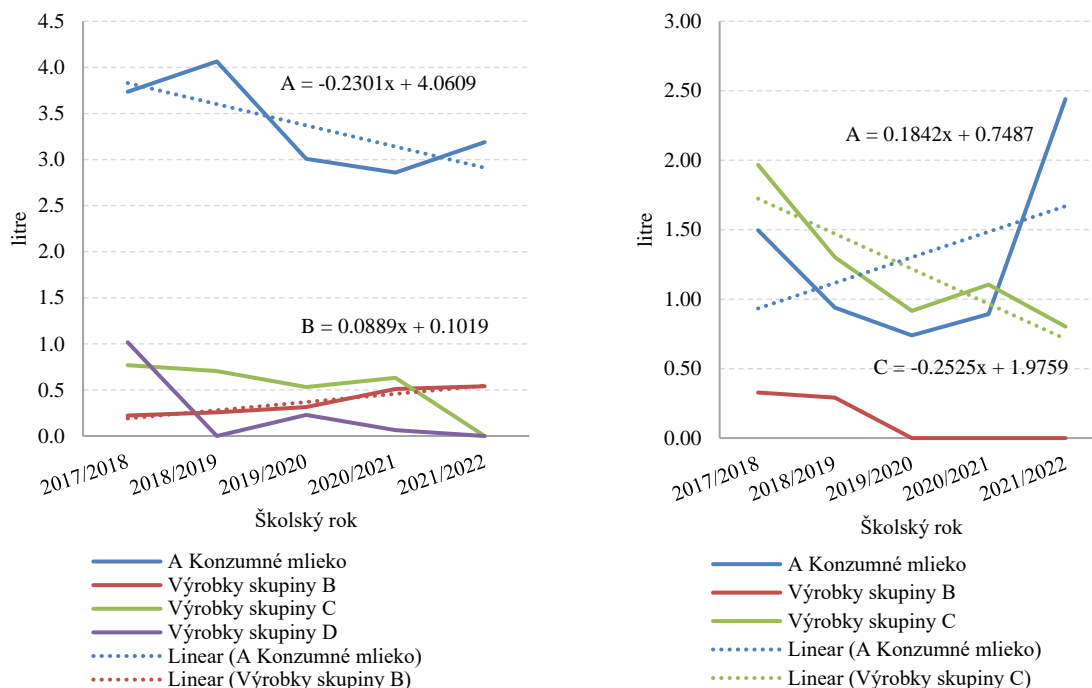 4.5
4.0
3.5
3.0
2.5
2.0
1.5
1.0
0.5
0.0
litre
A = -0.2301x + 4.0609
B = 0.0889x + 0.1019
2017/2018
2018/2019
2019/2020
2020/2021
2021/2022
Školský rok
A Konzumné mlieko
Výrobky skupiny B
Výrobky skupiny C
Výrobky skupiny D
Linear (A Konzumné mlieko)
Linear (Výrobky skupiny B)
3.00
2.50
2.00
1.50
1.00
0.50
0.00
litre
A = 0.1842x + 0.7487
C = -0.2525x + 1.9759
2017/2018
2018/2019
2019/2020
2020/2021
2021/2022
Školský rok
A Konzumné mlieko
Výrobky skupiny B
Výrobky skupiny C
Linear (A Konzumné mlieko)
Linear (Výrobky skupiny C)